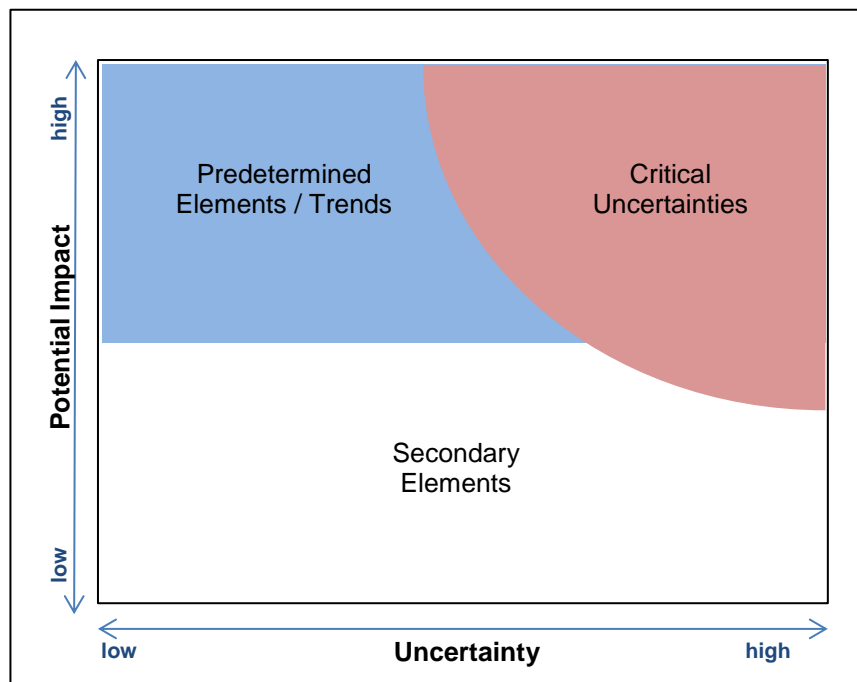 high
Predetermined
Elements / Trends
Critical
Uncertainties
Potential Impact
Secondary
Elements
low
low
Uncertainty
high